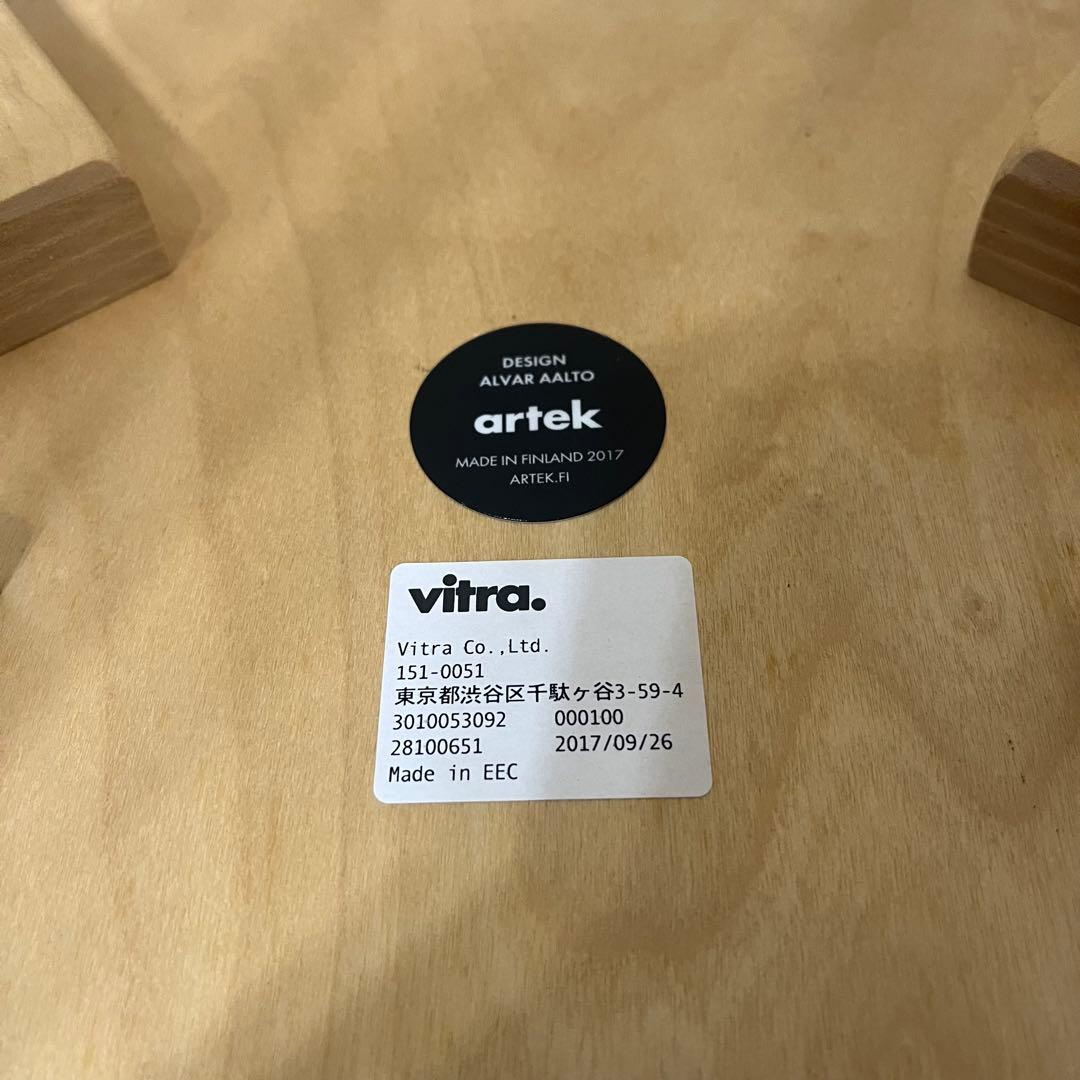 DESIGN
ALVAR AALTO
artek
MADE IN FINLAND 2017
ARTEK.FI
vitra.
Vitra Co.,Ltd.
151-0051
東京都渋谷区千駄ヶ谷3-59-4
3010053092 000100
28100651 2017/09/26
Made in EEC